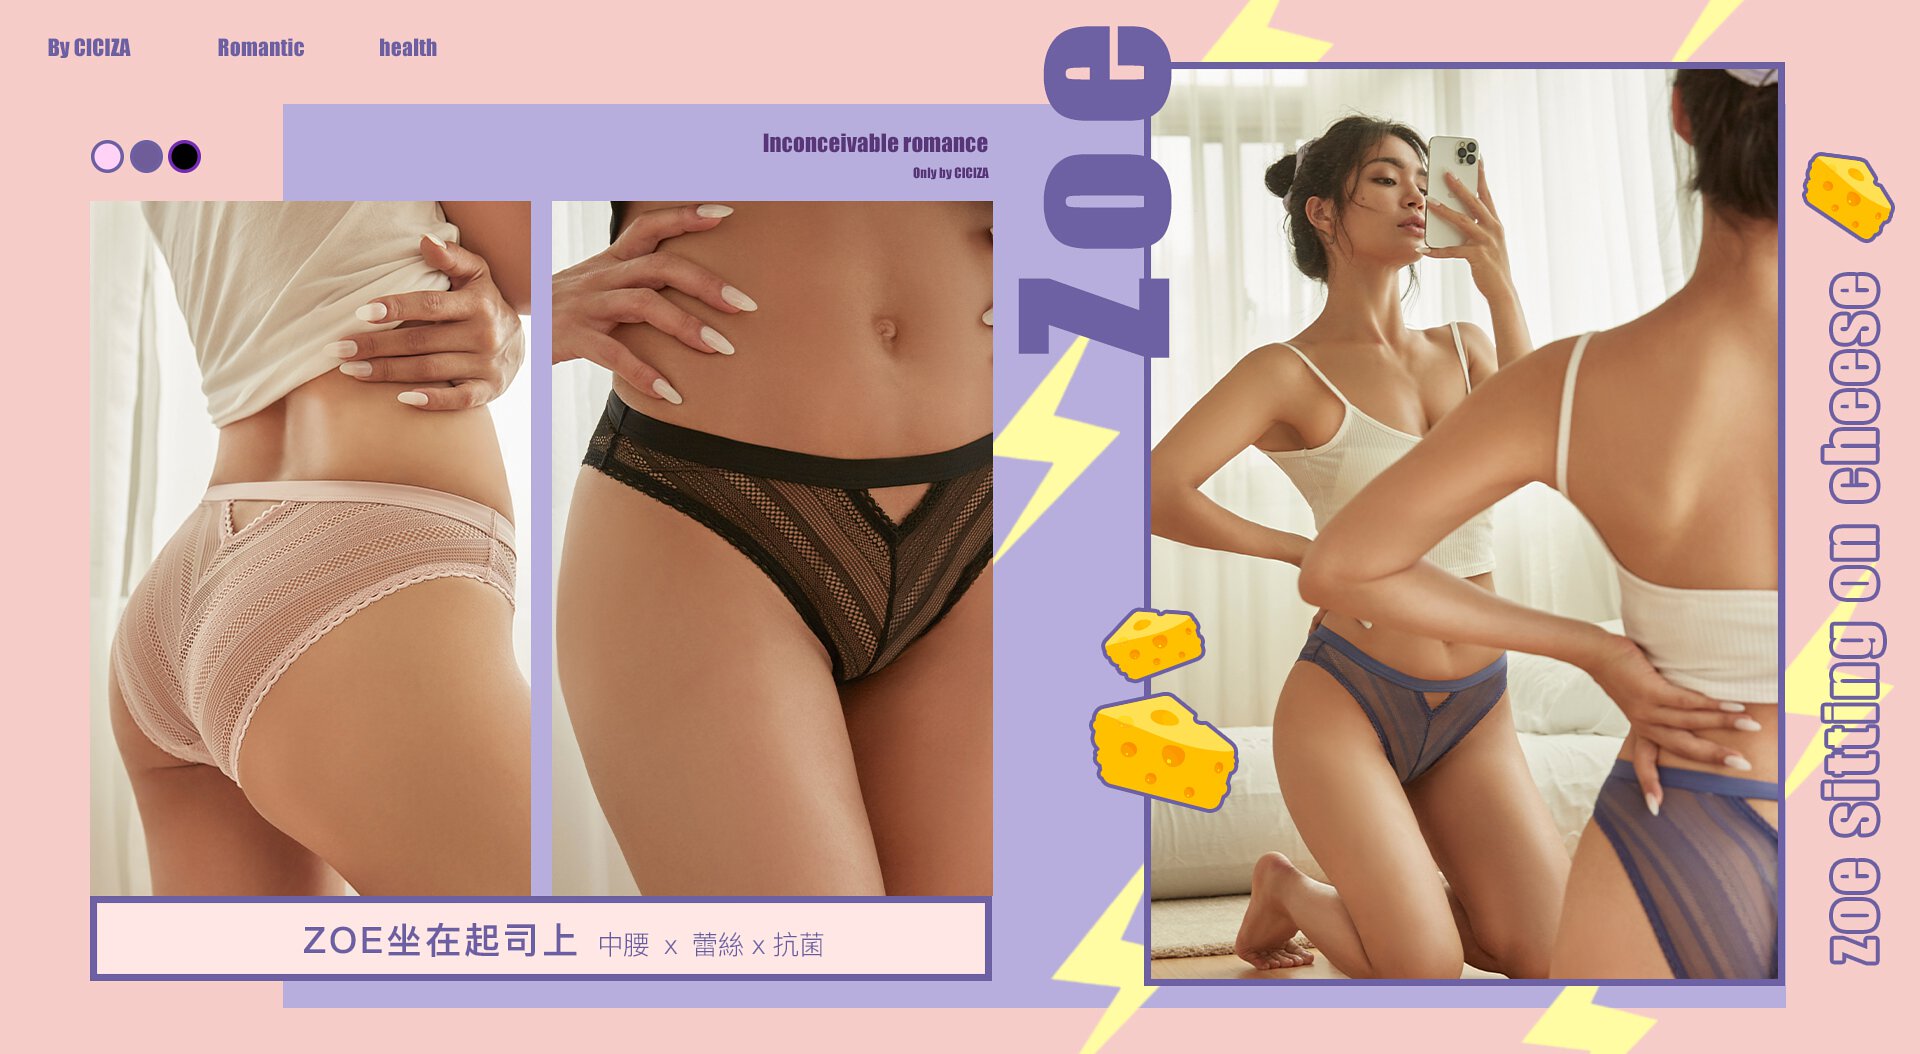 By CICIZA
Romantic
health
Inconceivable romance
Only by CICIZA
zoe
ZOE坐在起司上 中腰 x 蕾絲 x 抗菌
zoe sitting on cheese